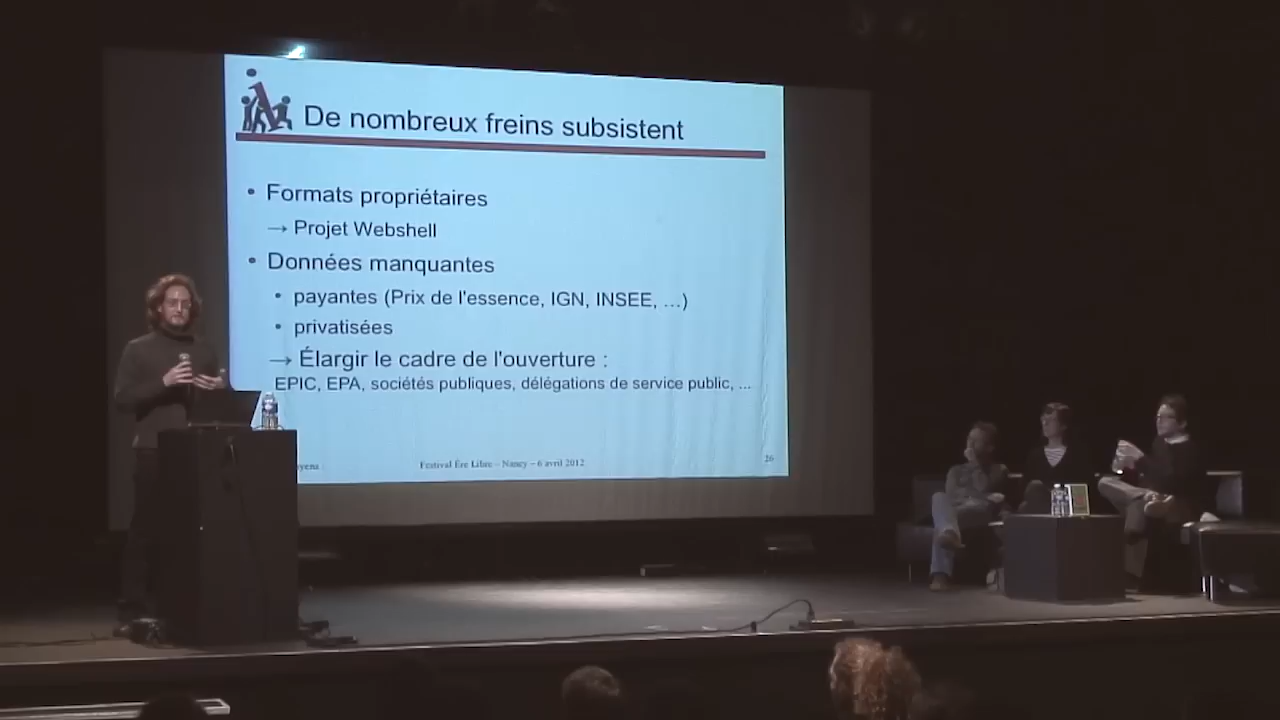 De nombreux freins subsistent
• Formats propriétaires
→ Projet Webshell
• Données manquantes
• payantes (Prix de l'essence, IGN, INSEE, ...)
• privatisées
→ Élargir le cadre de l'ouverture :
EPIC, EPA, sociétés publiques, délégations de service public, ...
Festival Ère Libre – Nancy – 6 avril 2012
26